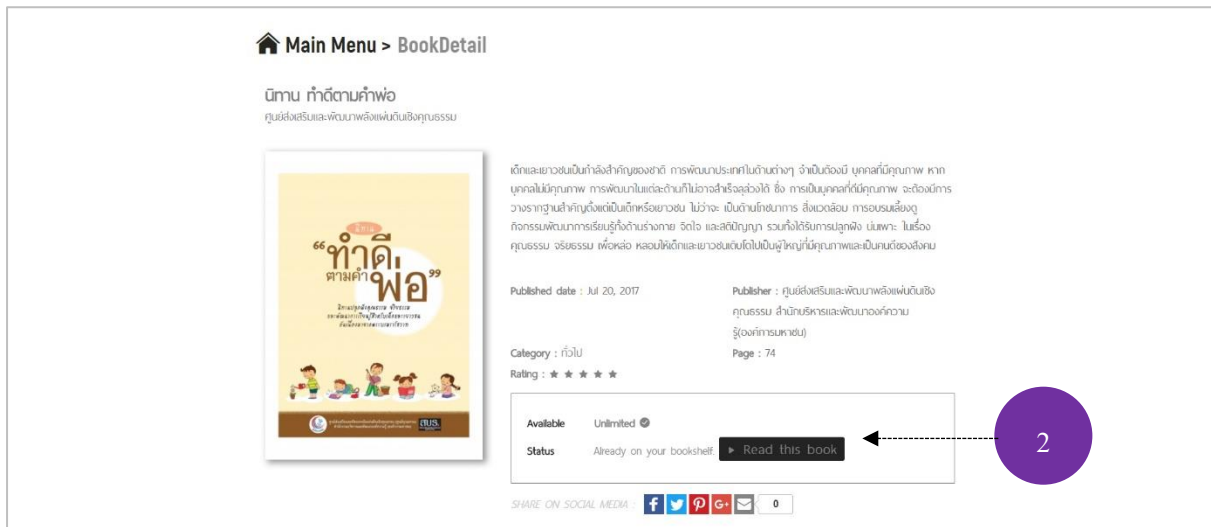 Main Menu > BookDetail
นิทาน ทำดีตามคำพ่อ
ศูนย์ส่งเสริมและพัฒนาพลังแผ่นดินเชิงคุณธรรม
เด็กและเยาวชนเป็นกำลังสำคัญของชาติ การพัฒนาประเทศในด้านต่างๆ จำเป็นต้องมี บุคคลที่มีคุณภาพ หาก
บุคคลไม่มีคุณภาพ การพัฒนาในแต่ละด้านก็ไม่อาจสำเร็จลุล่วงได้ ซึ่ง การเป็นบุคคลที่ดีมีคุณภาพ จะต้องมีการ
วางรากฐานสำคัญตั้งแต่เป็นเด็กหรือเยาวชน ไม่ว่าจะ เป็นด้านโภชนาการ สิ่งแวดล้อม การอบรมเลี้ยงดู
กิจกรรมพัฒนาการเรียนรู้ทั้งด้านร่างกาย จิตใจ และสติปัญญา รวมทั้งได้รับการปลูกฝัง บ่มเพาะ ในเรื่อง
คุณธรรม จริยธรรม เพื่อหล่อ หลอมให้เด็กและเยาวชนเติบโตไปเป็นผู้ใหญ่ที่มีคุณภาพและเป็นคนดีของสังคม
นิทาน
“ทำดี
ตามคำ พ่อ”
สบร.
Published date : Jul 20, 2017
Publisher : ศูนย์ส่งเสริมและพัฒนาพลังแผ่นดินเชิง
คุณธรรม สำนักบริหารและพัฒนาองค์ความ
รู้(องค์การมหาชน)
Category : ทั่วไป
Page : 74
Rating : ★ ★ ★ ★ ★
Available Unlimited
Status Already on your bookshelf. Read this book
2
SHARE ON SOCIAL MEDIA : 0